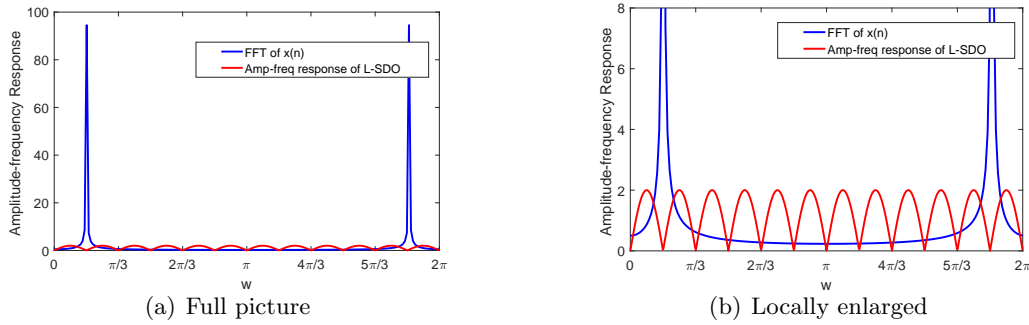 100
80
60
40
20
0
Amplitude-frequency Response
FFT of x(n)
Amp-freq response of L-SDO
0 π/3 2π/3 π 4π/3 5π/3 2π
w
(a) Full picture
8
6
4
2
0
Amplitude-frequency Response
FFT of x(n)
Amp-freq response of L-SDO
0 π/3 2π/3 π 4π/3 5π/3 2π
w
(b) Locally enlarged